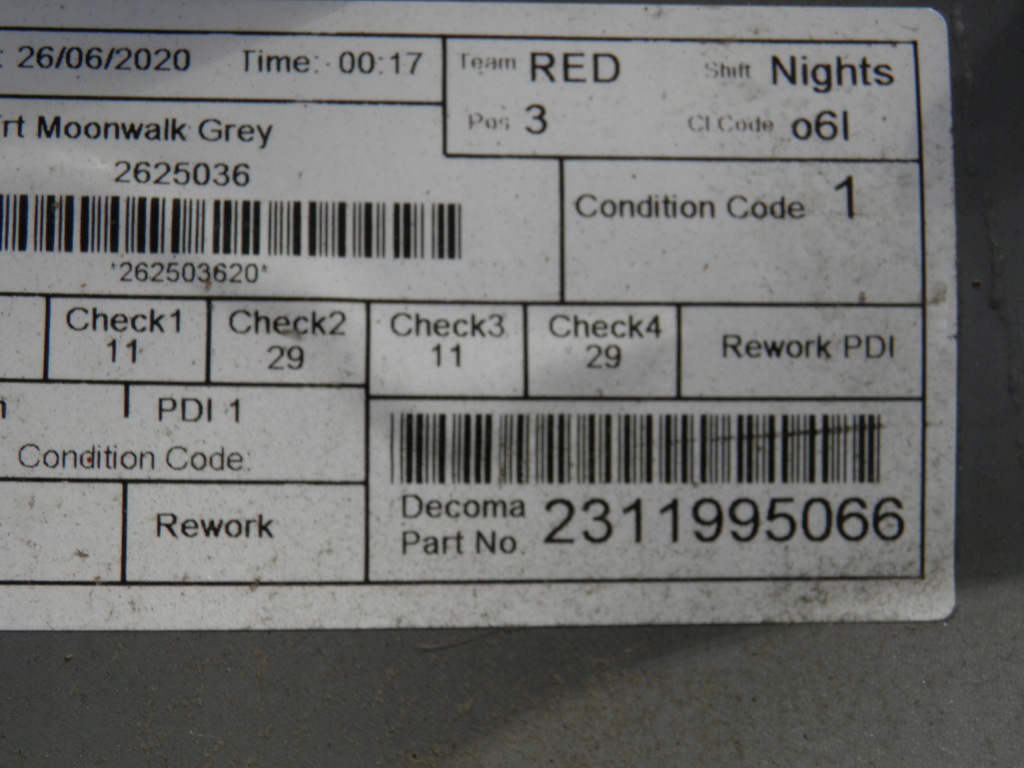 : 26/06/2020 Time: 00:17
Team RED Shift Nights
Pos 3 CI Code o6l
rt Moonwalk Grey
2625036
*262503620*
Condition Code 1
Check1 Check2 Check3 Check4 Rework PDI
11 29 11 29
PDI 1
Condition Code:
Rework
Decoma
Part No. 2311995066